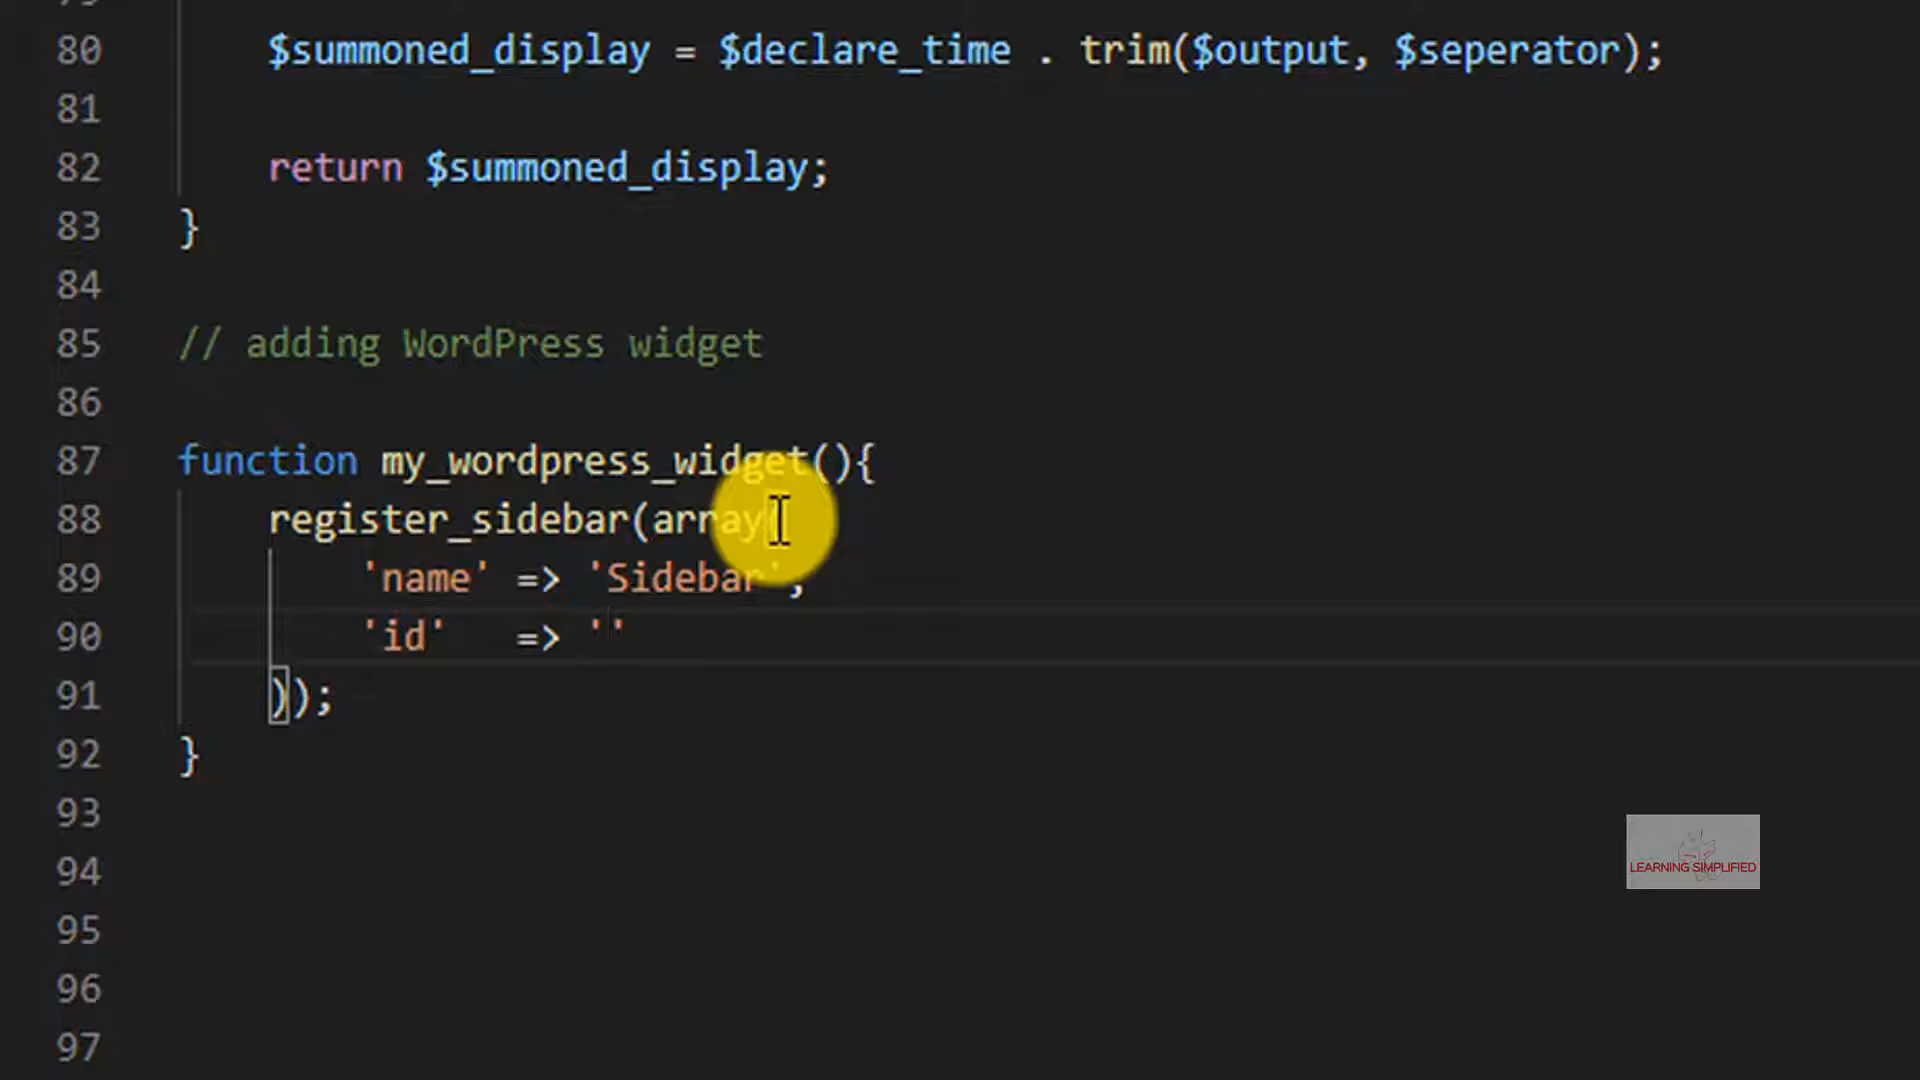 80 $summoned_display = $declare_time . trim($output, $seperator);
81
82 return $summoned_display;
83 }
84
85 // adding WordPress widget
86
87 function my_wordpress_widget(){
88 register_sidebar(array(
89 'name' => 'Sidebar',
90 'id' => ''
91 ));
92 }
93
94
LEARNING SIMPLIFIED
95
96
97